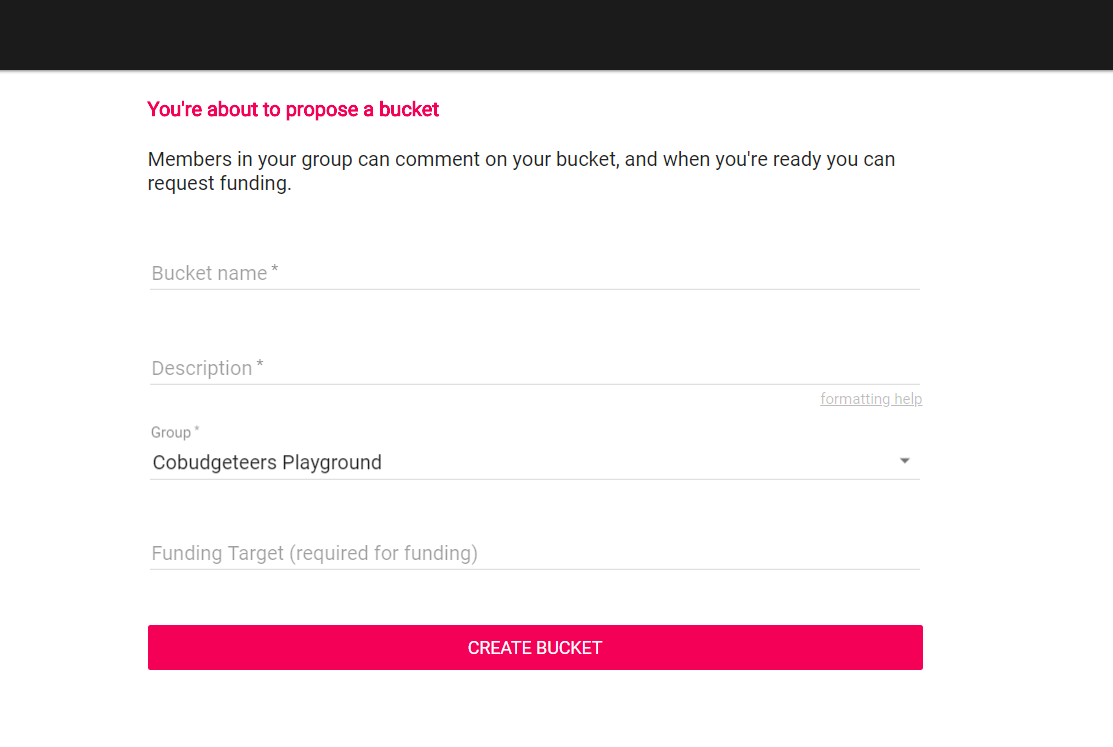 You're about to propose a bucket
Members in your group can comment on your bucket, and when you're ready you can
request funding.
Bucket name *
Description *
formatting help
Group *
Cobudgeteers Playground
Funding Target (required for funding)
CREATE BUCKET